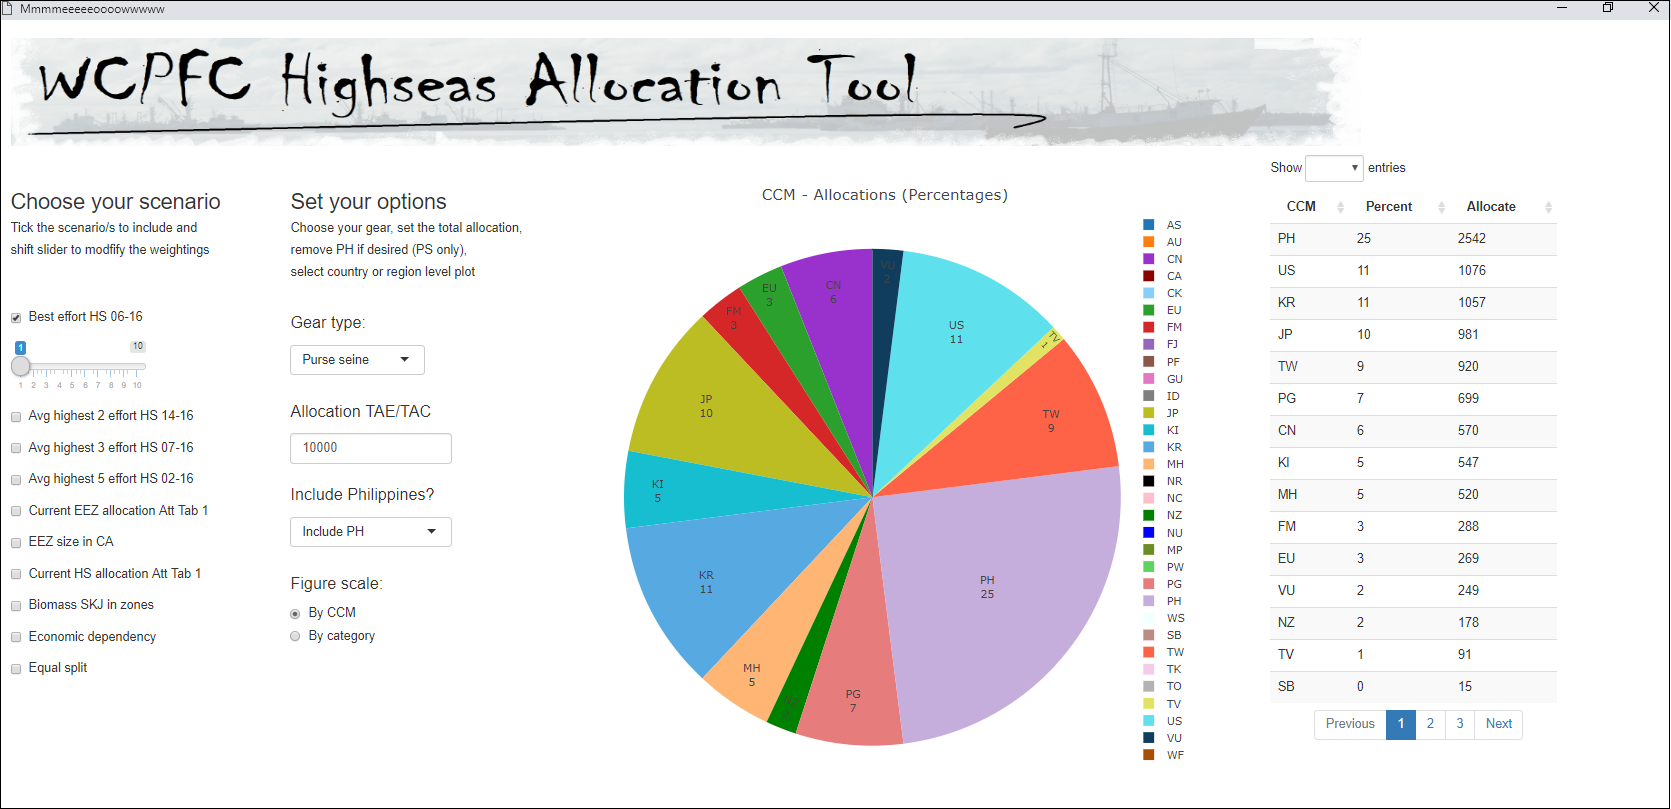 Mmmmeeeeeoooowwwww
WCPFC Highseas Allocation Tool
Choose your scenario
Tick the scenario/s to include and
shift slider to modfify the weightings
Best effort HS 06-16
1 10
1 2 3 4 5 6 7 8 9 10
Avg highest 2 effort HS 14-16
Avg highest 3 effort HS 07-16
Avg highest 5 effort HS 02-16
Current EEZ allocation Att Tab 1
EEZ size in CA
Current HS allocation Att Tab 1
Biomass SKJ in zones
Economic dependency
Equal split
Set your options
Choose your gear, set the total allocation,
remove PH if desired (PS only),
select country or region level plot
Gear type:
Purse seine
Allocation TAE/TAC
10000
Include Philippines?
Include PH
Figure scale:
By CCM
By category
CCM - Allocations (Percentages)
VU
2
US
11
TV
1
TW
9
PH
25
PG
7
MH
5
KR
11
KI
5
JP
10
FM
3
EU
3
CN
6
AS
AU
CN
CA
CK
EU
FM
FJ
PF
GU
ID
JP
KI
KR
MH
NR
NC
NZ
NU
MP
PW
PG
PH
WS
SB
TW
TK
TO
TV
US
VU
WF
Show entries
CCM Percent Allocate
PH 25 2542
US 11 1076
KR 11 1057
JP 10 981
TW 9 920
PG 7 699
CN 6 570
KI 5 547
MH 5 520
FM 3 288
EU 3 269
VU 2 249
NZ 2 178
TV 1 91
SB 0 15
Previous 1 2 3 Next